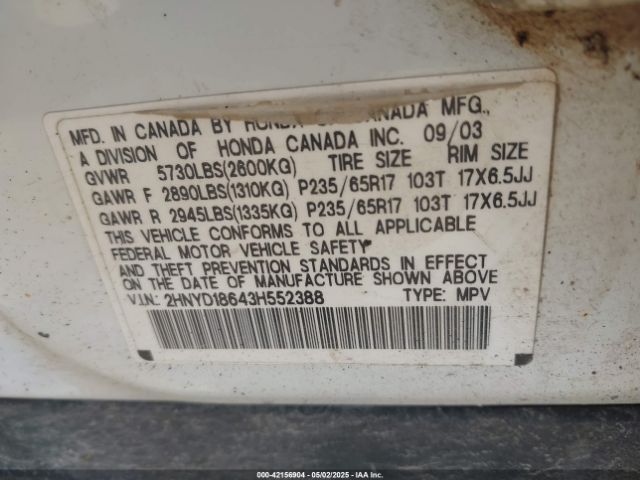 MFD. IN CANADA BY HONDA OF CANADA MFG.,
A DIVISION OF HONDA CANADA INC. 09/03
GVWR 5730LBS(2600KG) TIRE SIZE RIM SIZE
GAWR F 2890LBS(1310KG) P235/65R17 103T 17X6.5JJ
GAWR R 2945LBS(1335KG) P235/65R17 103T 17X6.5JJ
THIS VEHICLE CONFORMS TO ALL APPLICABLE
FEDERAL MOTOR VEHICLE SAFETY
AND THEFT PREVENTION STANDARDS IN EFFECT
ON THE DATE OF MANUFACTURE SHOWN ABOVE
V.I.N.: 2HNYD18643H552388 TYPE: MPV
000-42156904 - 05/02/2025 - IAAI.com